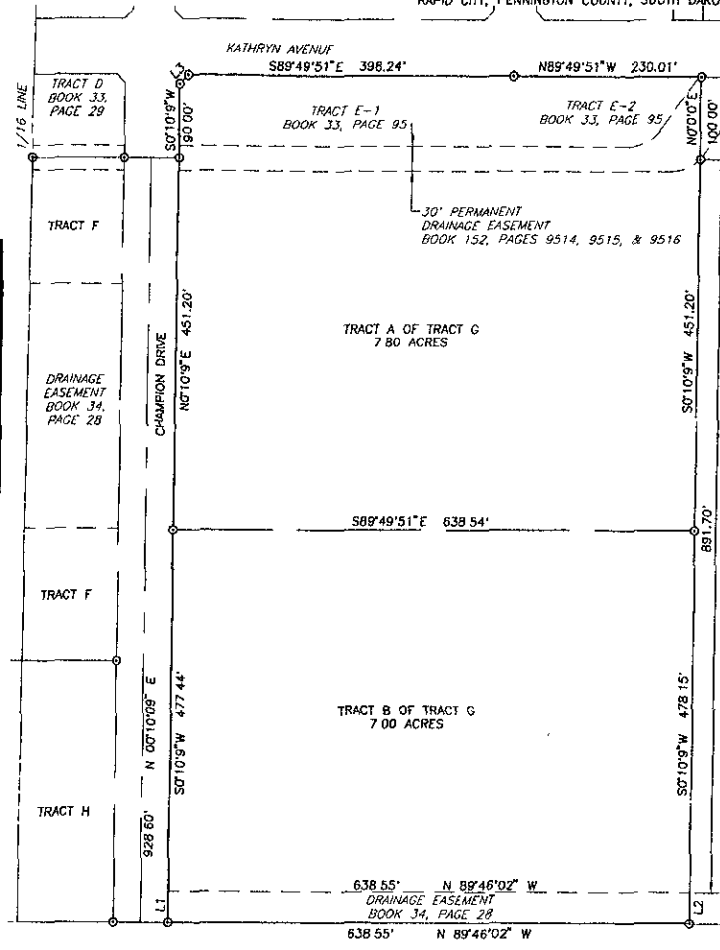 RAPID CITY, PENNINGTON COUNTY, SOUTH DAKO
KATHRYN AVENUE
S89°49'51"E 398.24'
N89°49'51"W 230.01'
L3
TRACT D
BOOK 33,
PAGE 29
1/16 LINE
S0°10'9"W
90 00'
TRACT E-1
BOOK 33, PAGE 95
TRACT E-2
BOOK 33, PAGE 95
N0°0'0"E
100 00'
30' PERMANENT
DRAINAGE EASEMENT
BOOK 152, PAGES 9514, 9515, & 9516
TRACT F
CHAMPION DRIVE
N0°10'9"E 451.20'
TRACT A OF TRACT G
7 80 ACRES
S0°10'9"W 451.20'
DRAINAGE
EASEMENT
BOOK 34,
PAGE 28
S89°49'51"E 638 54'
891.70'
TRACT F
N 00°10'09" E
928 60'
S0°10'9"W 477 44'
TRACT B OF TRACT G
7 00 ACRES
S0°10'9"W 478 15'
TRACT H
638 55' N 89°46'02" W
DRAINAGE EASEMENT
BOOK 34, PAGE 28
L1
L2
638 55' N 89°46'02" W